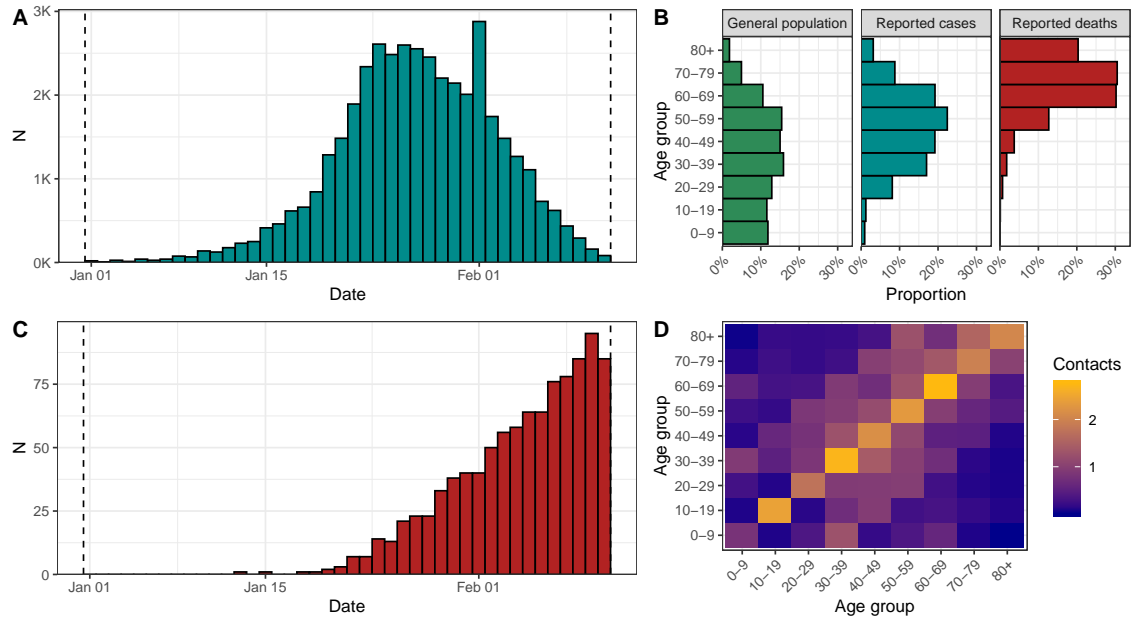 A
3K
2K
1K
0K
N
Jan 01
Jan 15
Feb 01
Date
B
General population
Reported cases
Reported deaths
80+
70−79
60−69
50−59
40−49
30−39
20−29
10−19
0−9
Age group
0% 10% 20% 30% 0% 10% 20% 30% 0% 10% 20% 30%
Proportion
C
75
50
25
0
N
Jan 01
Jan 15
Feb 01
Date
D
80+
70−79
60−69
50−59
40−49
30−39
20−29
10−19
0−9
Age group
0−9 10−19 20−29 30−39 40−49 50−59 60−69 70−79 80+
Age group
Contacts
2
1